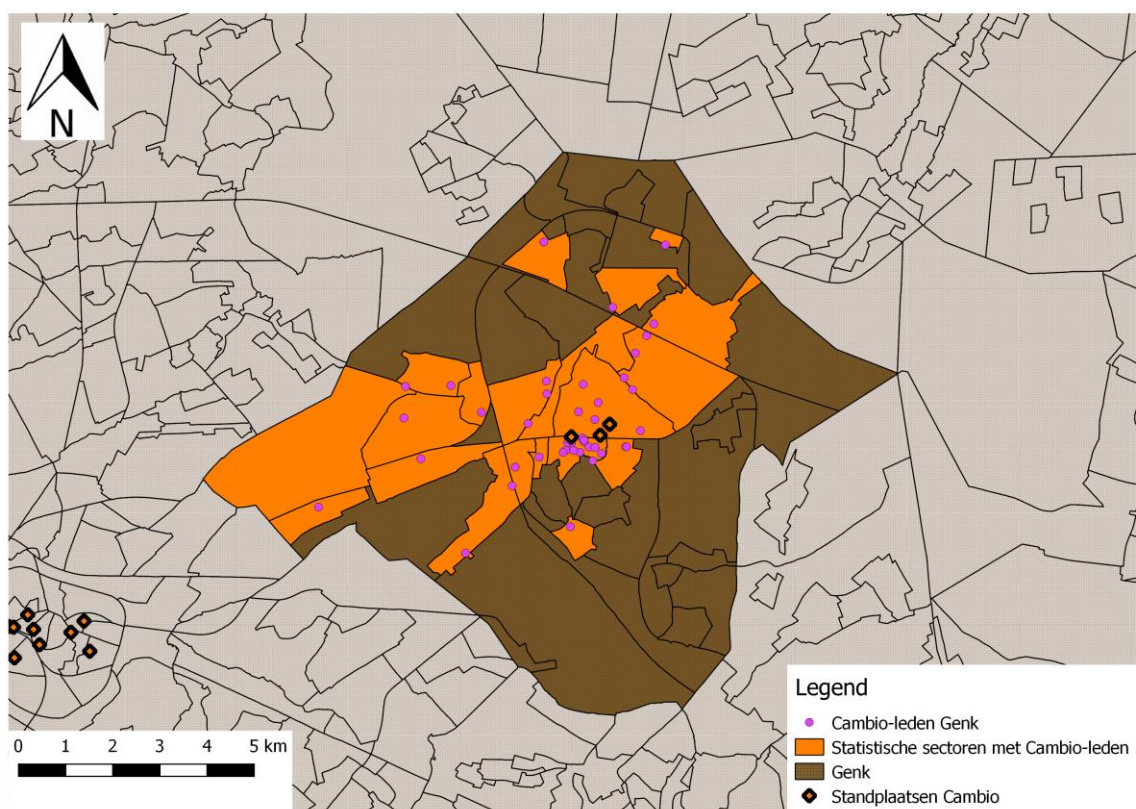 N
Legend
Cambio-leden Genk
Statistische sectoren met Cambio-leden
Genk
Standplaatsen Cambio
0 1 2 3 4 5 km